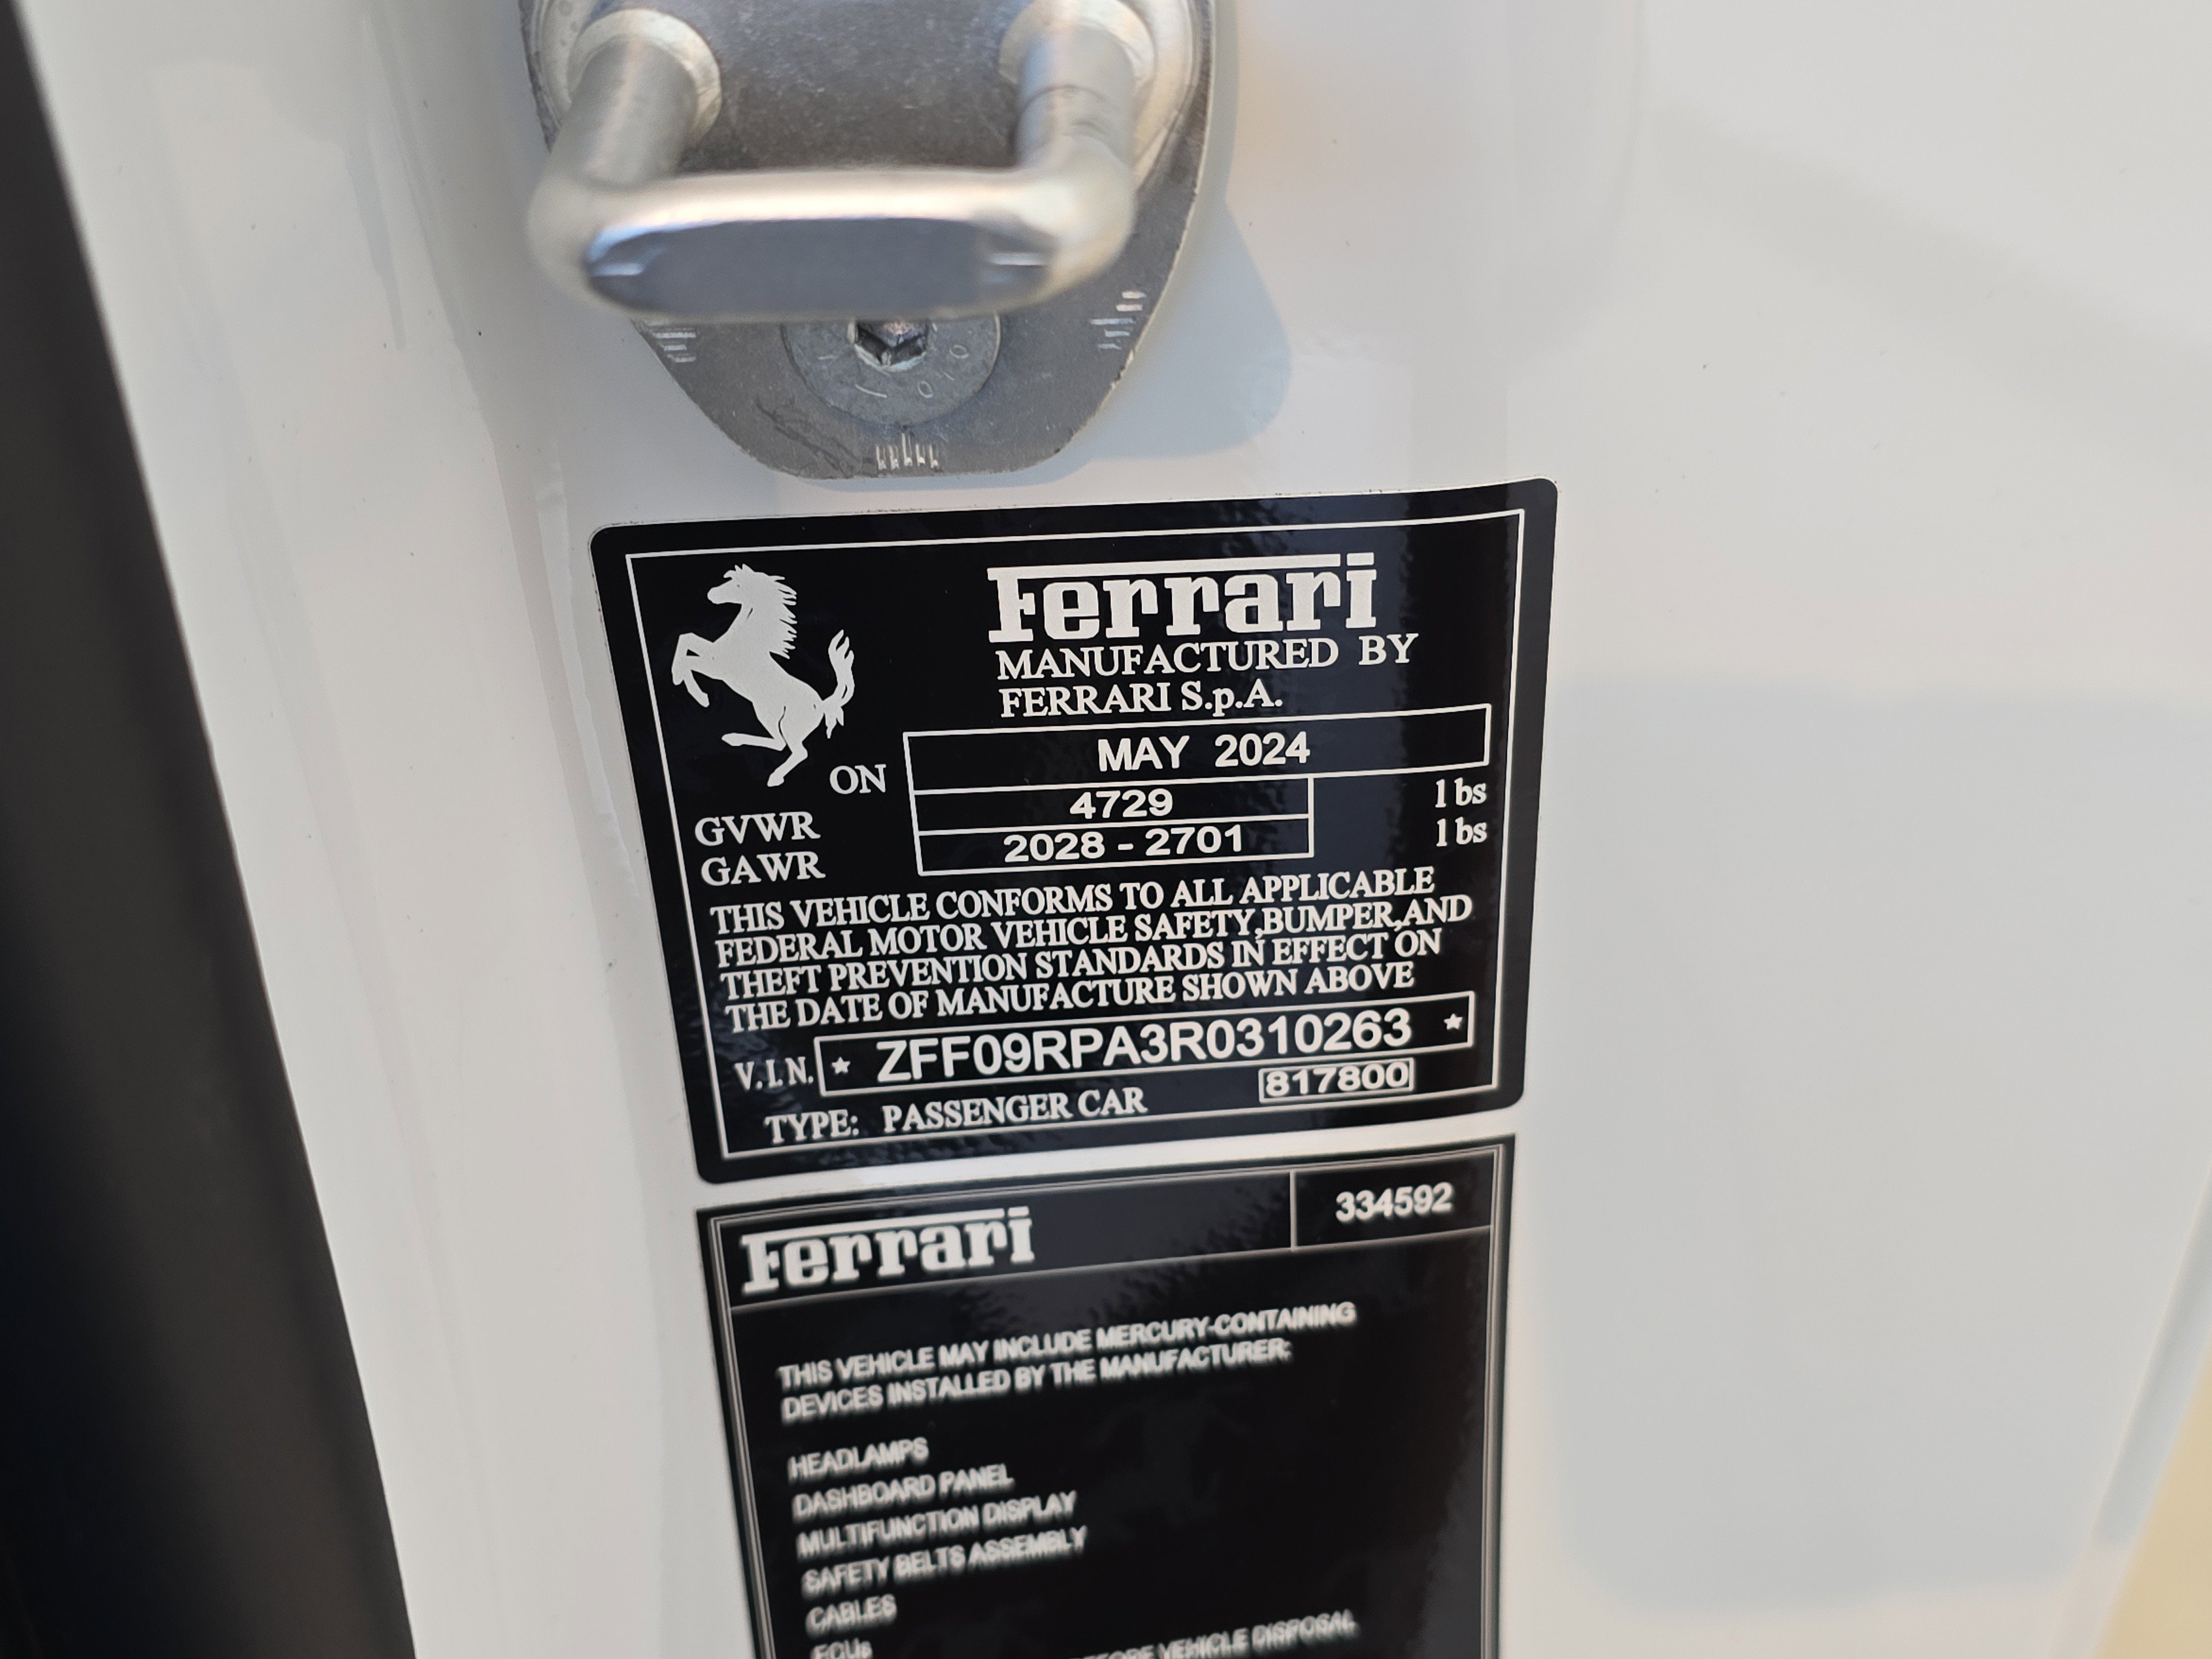 Ferrari
MANUFACTURED BY
FERRARI S.p.A.
ON MAY 2024
GVWR 4729 lbs
GAWR 2028 - 2701 lbs
THIS VEHICLE CONFORMS TO ALL APPLICABLE
FEDERAL MOTOR VEHICLE SAFETY,BUMPER,AND
THEFT PREVENTION STANDARDS IN EFFECT ON
THE DATE OF MANUFACTURE SHOWN ABOVE
V.I.N. ★ ZFF09RPA3R0310263 ★
TYPE: PASSENGER CAR 817800
Ferrari 334592
THIS VEHICLE MAY INCLUDE MERCURY-CONTAINING
DEVICES INSTALLED BY THE MANUFACTURER:
HEADLAMPS
DASHBOARD PANEL
MULTIFUNCTION DISPLAY
SAFETY BELTS ASSEMBLY
CABLES
ECUs
VEHICLE DISPOSAL